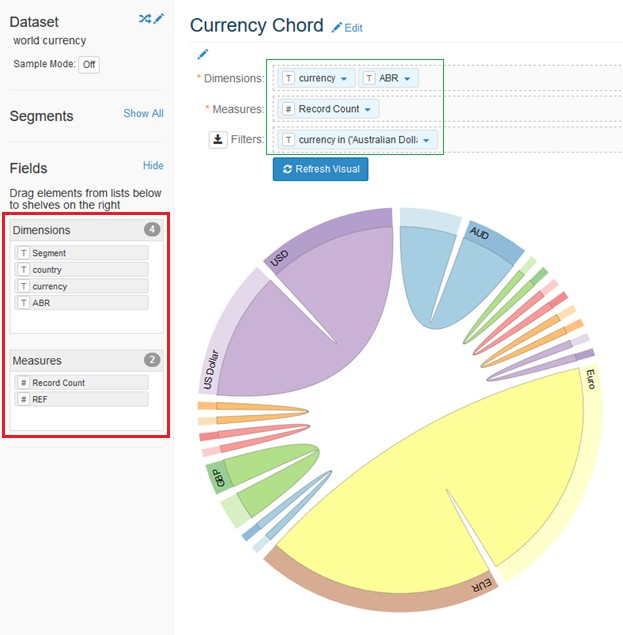 Dataset
world currency
Sample Mode: Off
Segments
Show All
Fields
Hide
Drag elements from lists below
to shelves on the right
Dimensions
4
T Segment
T country
T currency
T ABR
Measures
2
# Record Count
# REF
Currency Chord
Edit
* Dimensions:
T currency
T ABR
* Measures:
# Record Count
Filters:
T currency in ('Australian Dolla
Refresh Visual
USD
AUD
US Dollar
Euro
GBP
EUR